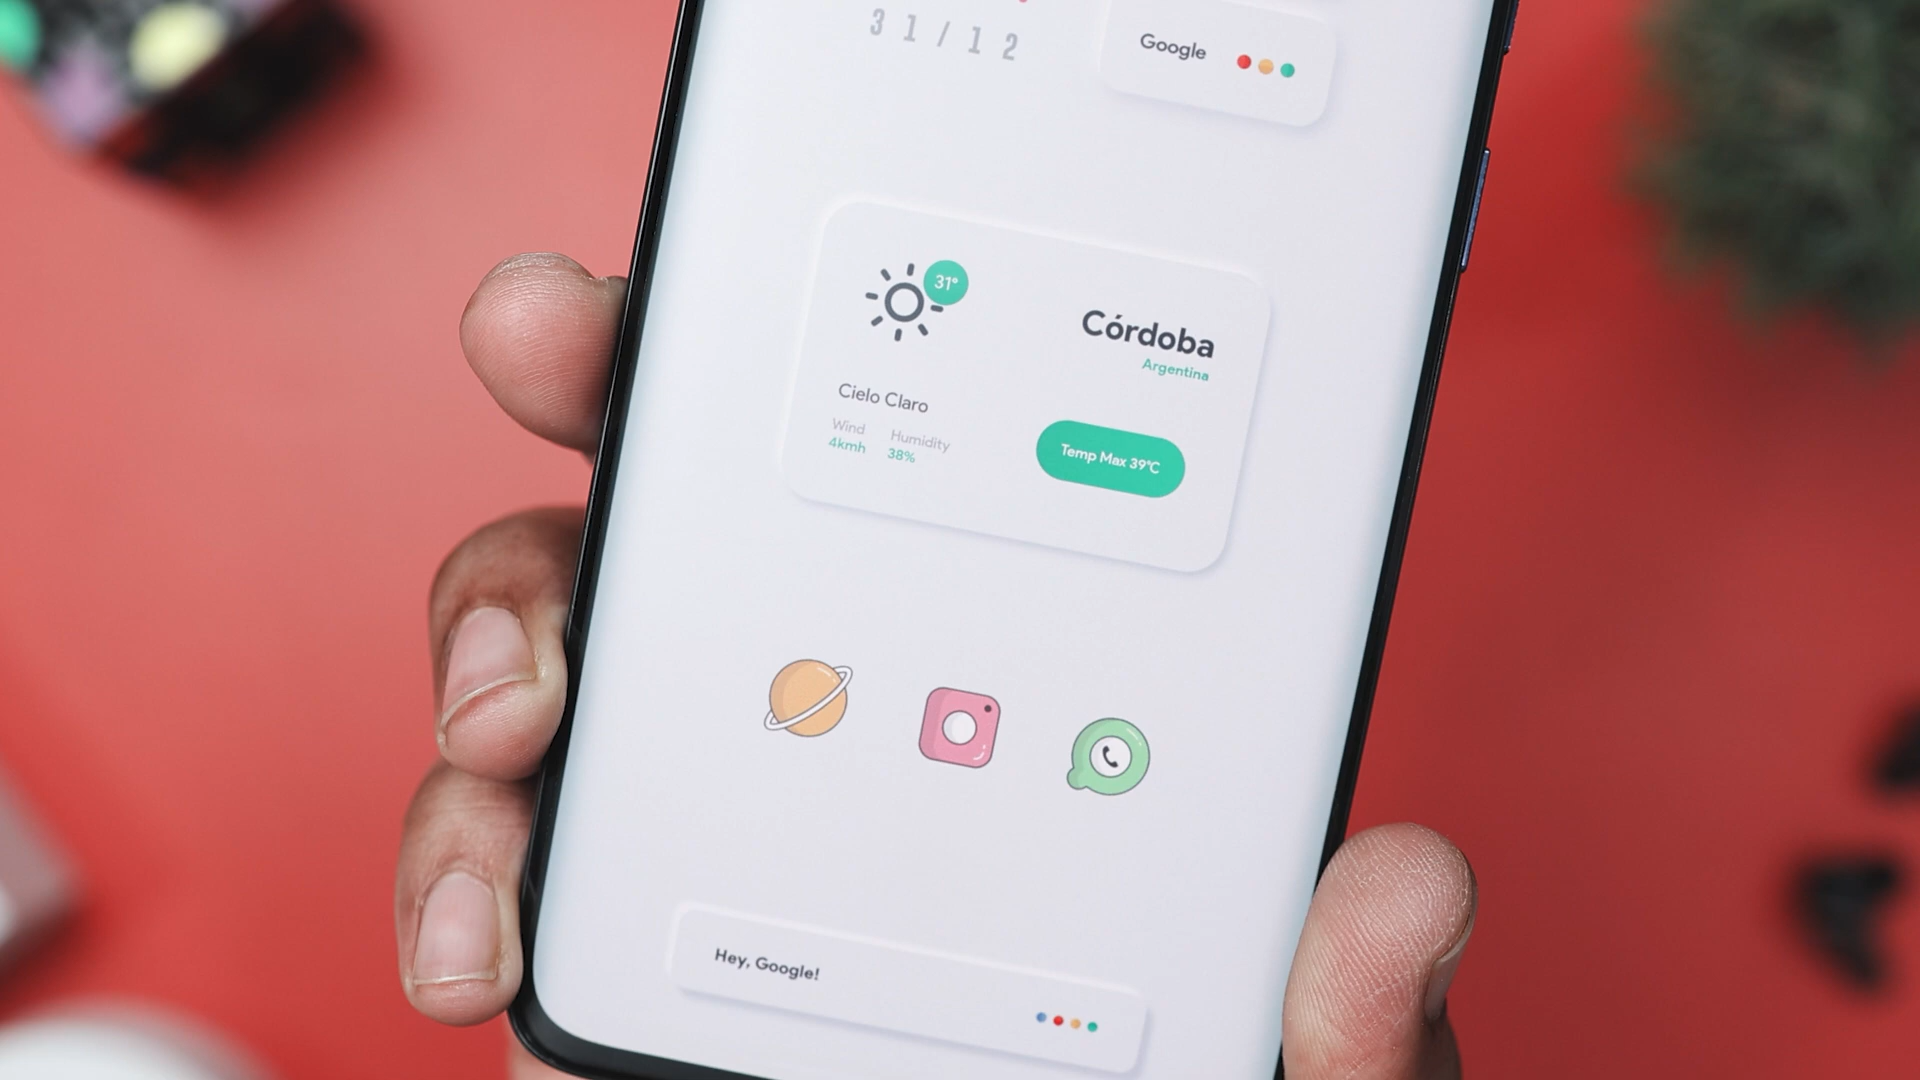 31/12
Google
31°
Córdoba
Argentina
Cielo Claro
Wind
4kmh
Humidity
38%
Temp Max 39°C
Hey, Google!